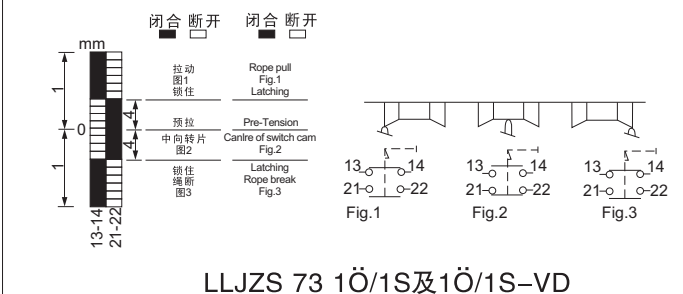 闭合 断开 闭合 断开
mm
拉动
图1
锁住
Rope pull
Fig.1
Latching
1
4
0
预拉
Pre-Tension
4
中向转片
图2
Canlre of switch cam
Fig.2
1
锁住
绳断
图3
Latching
Rope break
Fig.3
13-14
21-22
13 14
21 22
Fig.1
13 14
21 22
Fig.2
13 14
21 22
Fig.3
LLJZS 73 1Ö/1S及1Ö/1S-VD